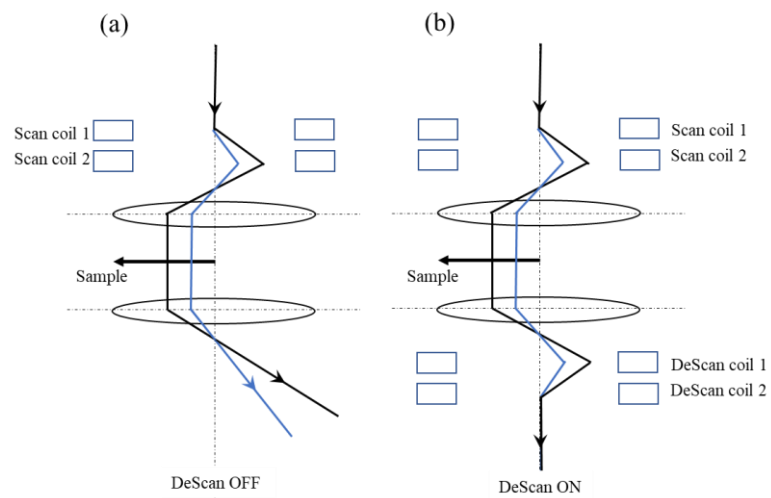 (a)
(b)
Scan coil 1
Scan coil 2
Scan coil 1
Scan coil 2
Sample
Sample
DeScan coil 1
DeScan coil 2
DeScan OFF
DeScan ON